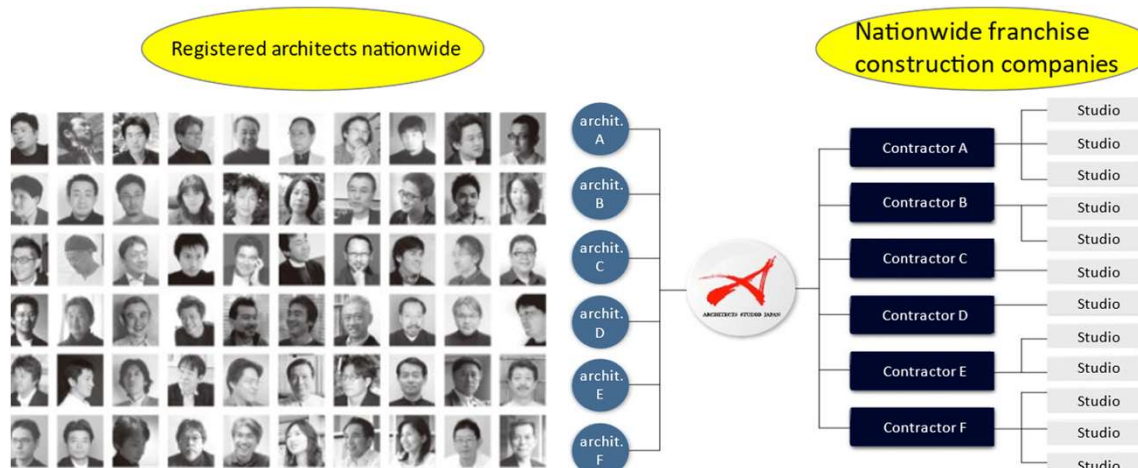 Registered architects nationwide
Nationwide franchise
construction companies
archit.
A
archit.
B
archit.
C
archit.
D
archit.
E
archit.
F
ARCHITECTS STUDIO JAPAN
Contractor A
Contractor B
Contractor C
Contractor D
Contractor E
Contractor F
Studio
Studio
Studio
Studio
Studio
Studio
Studio
Studio
Studio
Studio
Studio
Studio